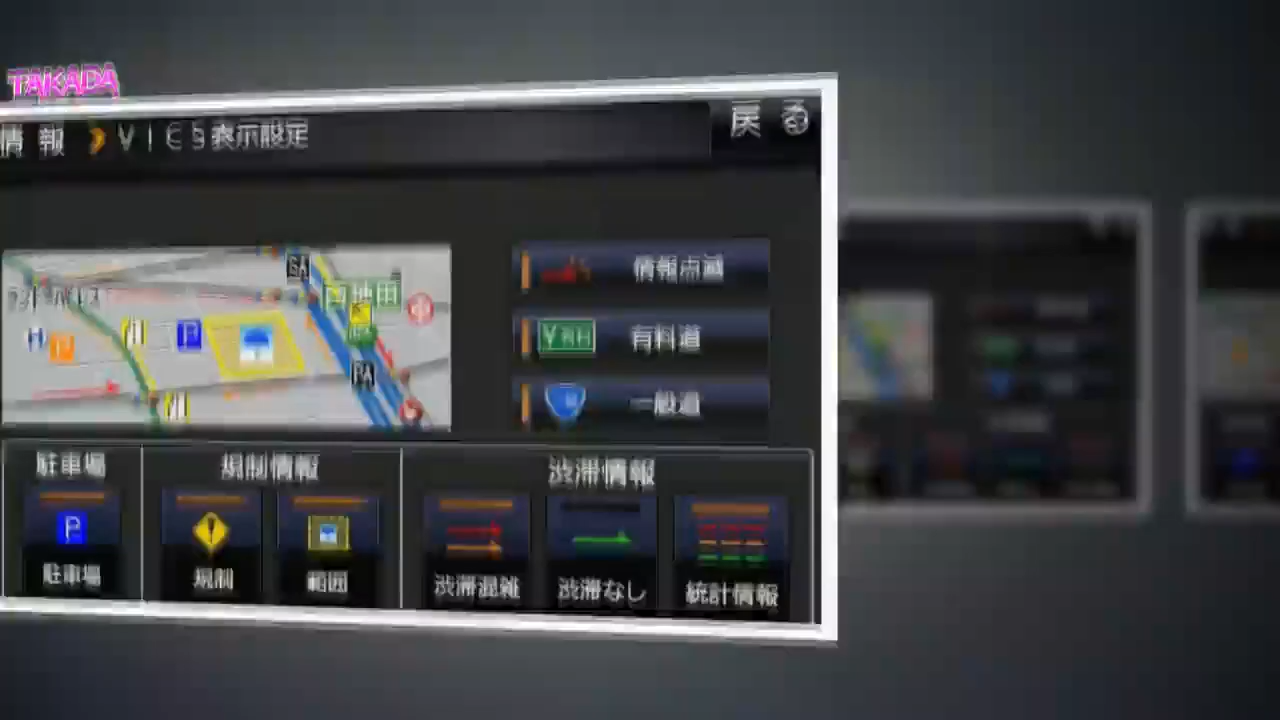 TAKADA
情報 VICS表示設定
戻る
SA
P
PA
情報点滅
有料道
一般道
駐車場
規制情報
渋滞情報
P
駐車場
規制
範囲
渋滞混雑
渋滞なし
統計情報